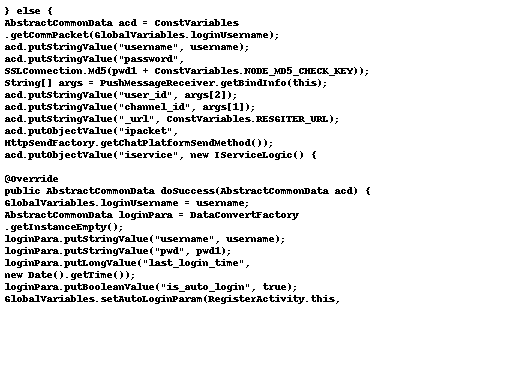 } else {
AbstractCommonData acd = ConstVariables
.getCommPacket(GlobalVariables.loginUsername);
acd.putStringValue("username", username);
acd.putStringValue("password",
SSLConnection.Md5(pwd1 + ConstVariables.NODE_MD5_CHECK_KEY));
String[] args = PushMessageReceiver.getBindInfo(this);
acd.putStringValue("user_id", args[2]);
acd.putStringValue("channel_id", args[1]);
acd.putStringValue("_url", ConstVariables.RESGITER_URL);
acd.putObjectValue("ipacket",
HttpSendFactory.getChatPlatformSendMethod());
acd.putObjectValue("iservice", new IServiceLogic() {
@Override
public AbstractCommonData doSuccess(AbstractCommonData acd) {
GlobalVariables.loginUsername = username;
AbstractCommonData loginPara = DataConvertFactory
.getInstanceEmpty();
loginPara.putStringValue("username", username);
loginPara.putStringValue("pwd", pwd1);
loginPara.putLongValue("last_login_time",
new Date().getTime());
loginPara.putBooleanValue("is_auto_login", true);
GlobalVariables.setAutoLoginParam(RegisterActivity.this,